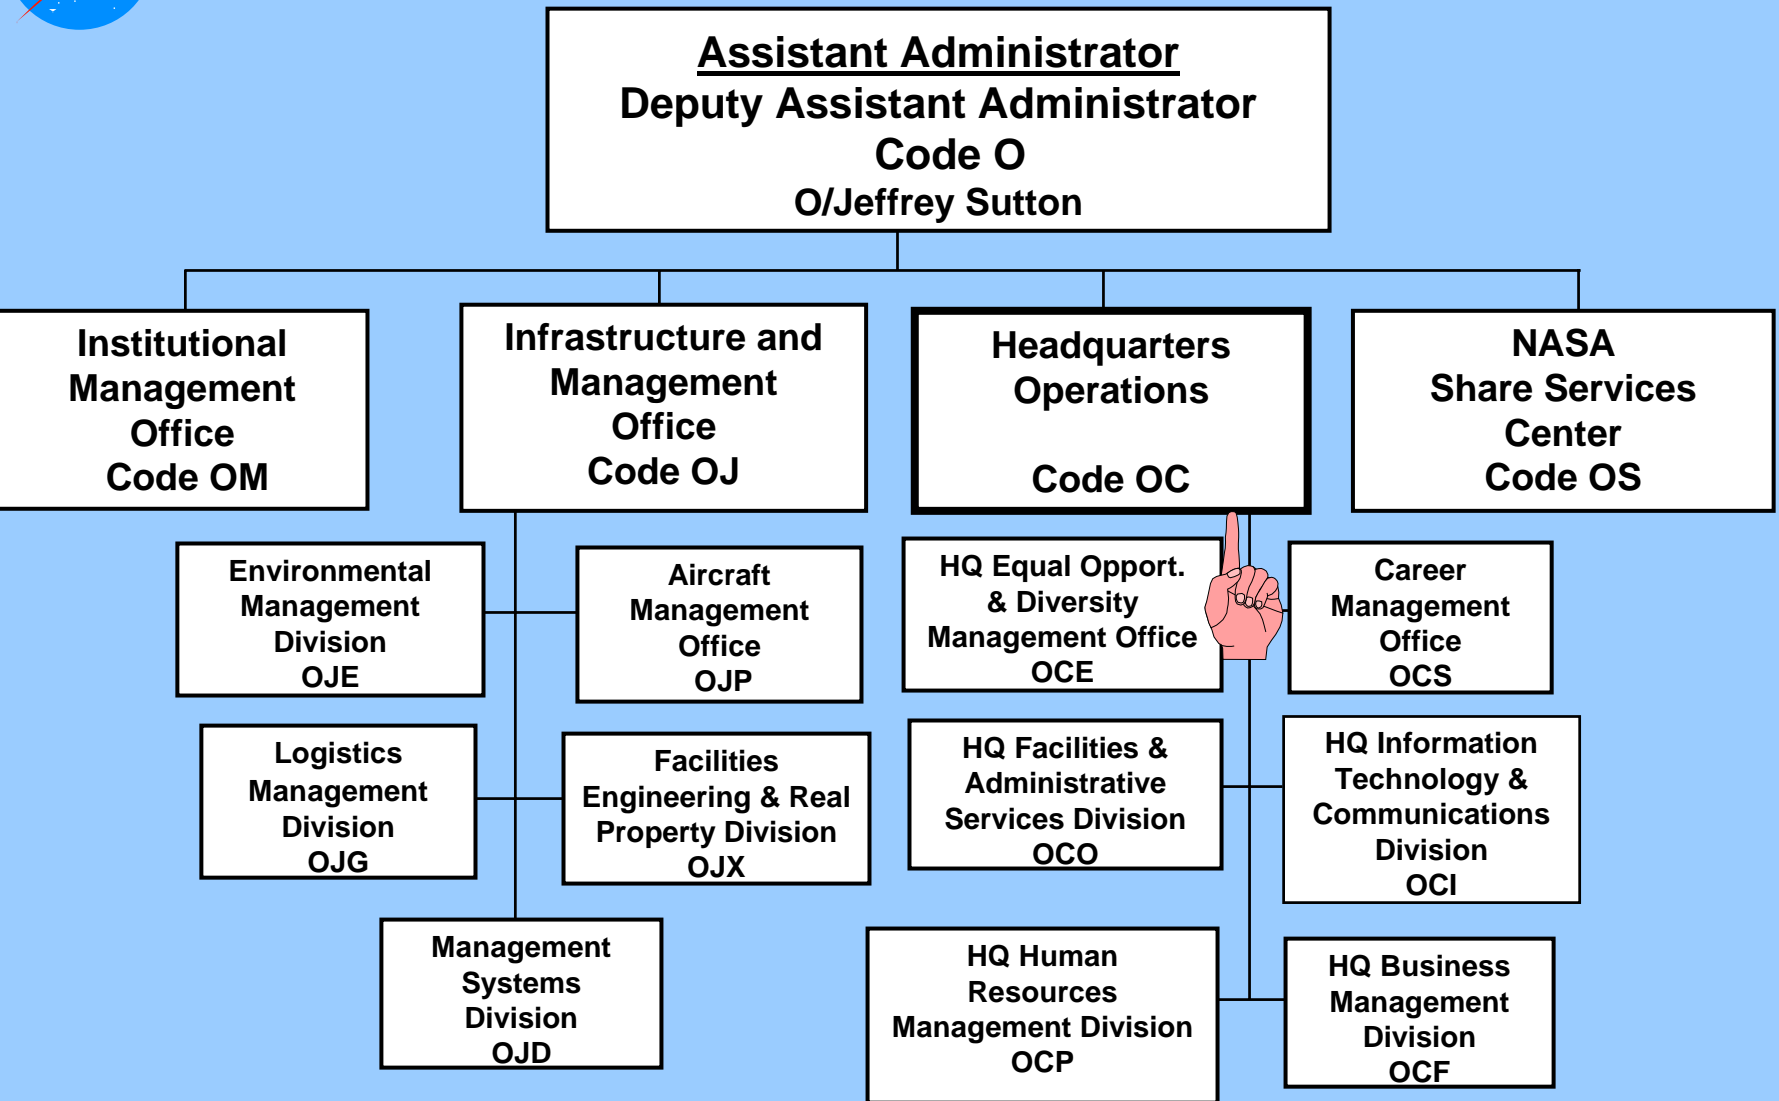 Assistant Administrator
Deputy Assistant Administrator
Code O
O/Jeffrey Sutton
Institutional
Management
Office
Code OM
Infrastructure and
Management
Office
Code OJ
Headquarters
Operations
Code OC
NASA
Share Services
Center
Code OS
Environmental
Management
Division
OJE
Aircraft
Management
Office
OJP
HQ Equal Opport.
& Diversity
Management Office
OCE
Career
Management
Office
OCS
Logistics
Management
Division
OJG
Facilities
Engineering & Real
Property Division
OJX
HQ Facilities &
Administrative
Services Division
OCO
HQ Information
Technology &
Communications
Division
OCI
Management
Systems
Division
OJD
HQ Human
Resources
Management Division
OCP
HQ Business
Management
Division
OCF